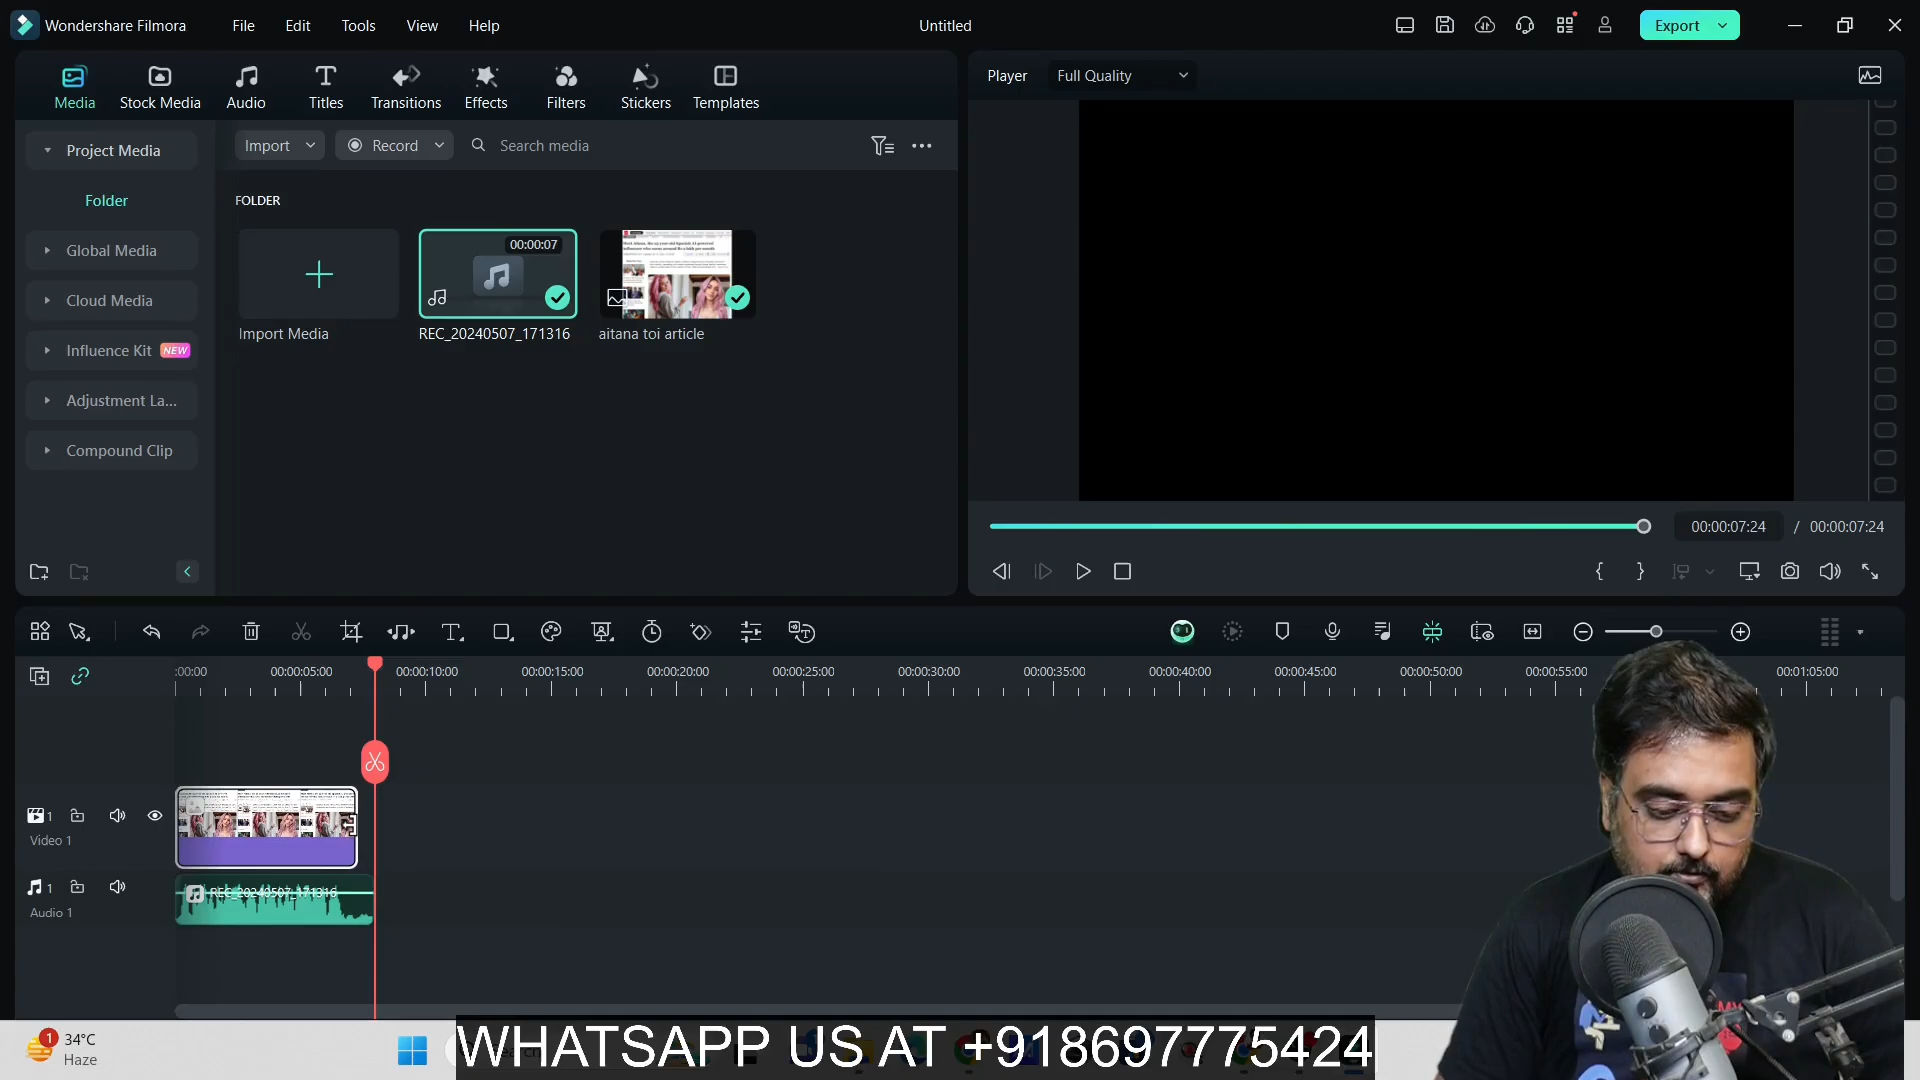 Wondershare Filmora File Edit Tools View Help Untitled Export
Media Stock Media Audio Titles Transitions Effects Filters Stickers Templates
Player Full Quality
Project Media
Folder
Global Media
Cloud Media
Influence Kit NEW
Adjustment La...
Compound Clip
Import Record Search media
FOLDER
00:00:07
Import Media REC_20240507_171316 aitana toi article
00:00:07:24 / 00:00:07:24
:00:00 00:00:05:00 00:00:10:00 00:00:15:00 00:00:20:00 00:00:25:00 00:00:30:00 00:00:35:00 00:00:40:00 00:00:45:00 00:00:50:00 00:00:55:00 00:01:05:00
1
Video 1
1
Audio 1
REC_20240507_171316
1
34°C
Haze
WHATSAPP US AT +918697775424